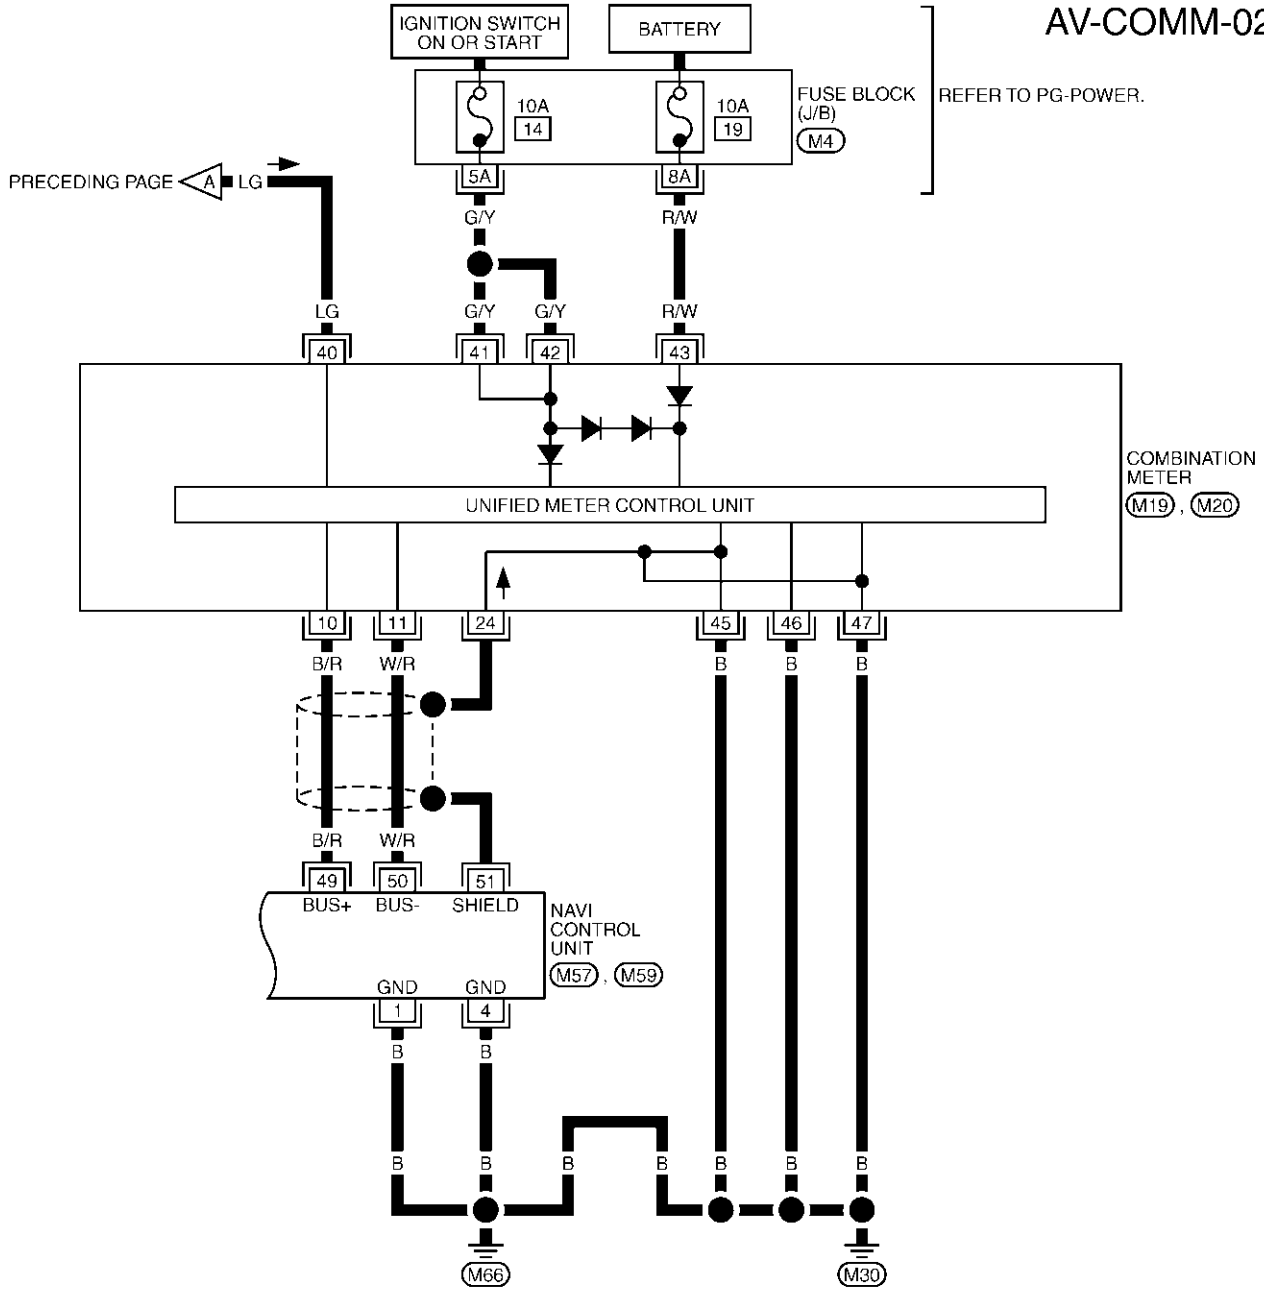 AV-COMM-02
IGNITION SWITCH
ON OR START
BATTERY
10A
14
10A
19
FUSE BLOCK
(J/B)
M4
REFER TO PG-POWER.
PRECEDING PAGE
A
LG
5A
8A
G/Y
R/W
LG
G/Y
G/Y
R/W
40
41
42
43
COMBINATION
METER
M19 , M20
UNIFIED METER CONTROL UNIT
10
11
24
45
46
47
B/R
W/R
B
B
B
B/R
W/R
49
50
51
BUS+
BUS-
SHIELD
NAVI
CONTROL
UNIT
M57 , M59
GND
GND
1
4
B
B
B
B
B
B
B
B
B
M66
M30